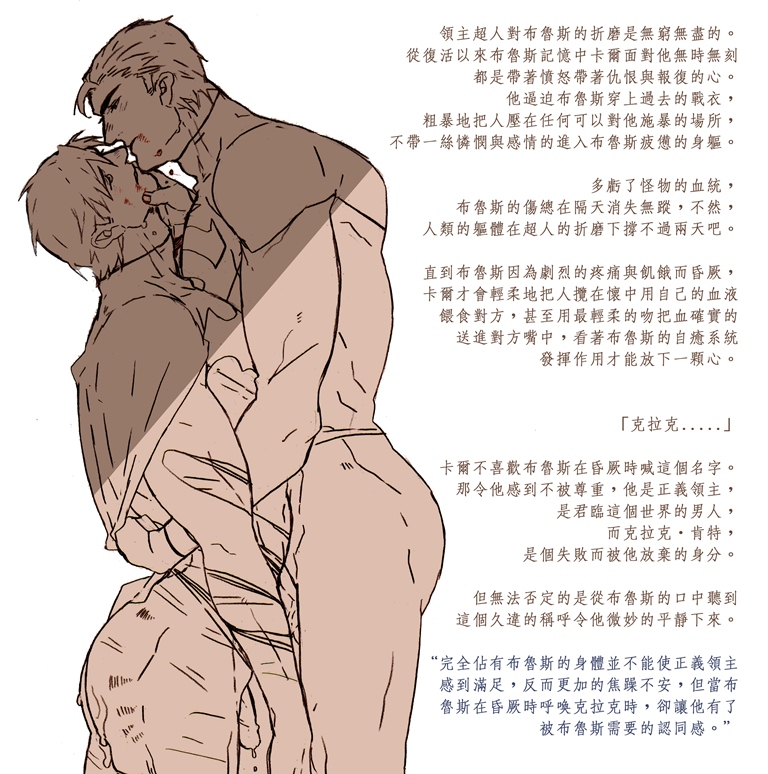 領主超人對布魯斯的折磨是無窮無盡的。
從復活以來布魯斯記憶中卡爾面對他無時無刻
都是帶著憤怒帶著仇恨與報復的心。
他逼迫布魯斯穿上過去的戰衣，
粗暴地把人壓在任何可以對他施暴的場所，
不帶一絲憐憫與感情的進入布魯斯疲憊的身軀。
多虧了怪物的血統，
布魯斯的傷總在隔天消失無蹤，不然，
人類的軀體在超人的折磨下撐不過兩天吧。
直到布魯斯因為劇烈的疼痛與飢餓而昏厥，
卡爾才會輕柔地把人攬在懷中用自己的血液
餵食對方，甚至用最輕柔的吻把血確實的
送進對方嘴中，看著布魯斯的自癒系統
發揮作用才能放下一顆心。
「克拉克.....」
卡爾不喜歡布魯斯在昏厥時喊這個名字。
那令他感到不被尊重，他是正義領主，
是君臨這個世界的男人，
而克拉克·肯特，
是個失敗而被他放棄的身分。
但無法否定的是從布魯斯的口中聽到
這個久違的稱呼令他微妙的平靜下來。
“完全佔有布魯斯的身體並不能使正義領主
感到滿足，反而更加的焦躁不安，但當布
魯斯在昏厥時呼喚克拉克時，卻讓他有了
被布魯斯需要的認同感。”